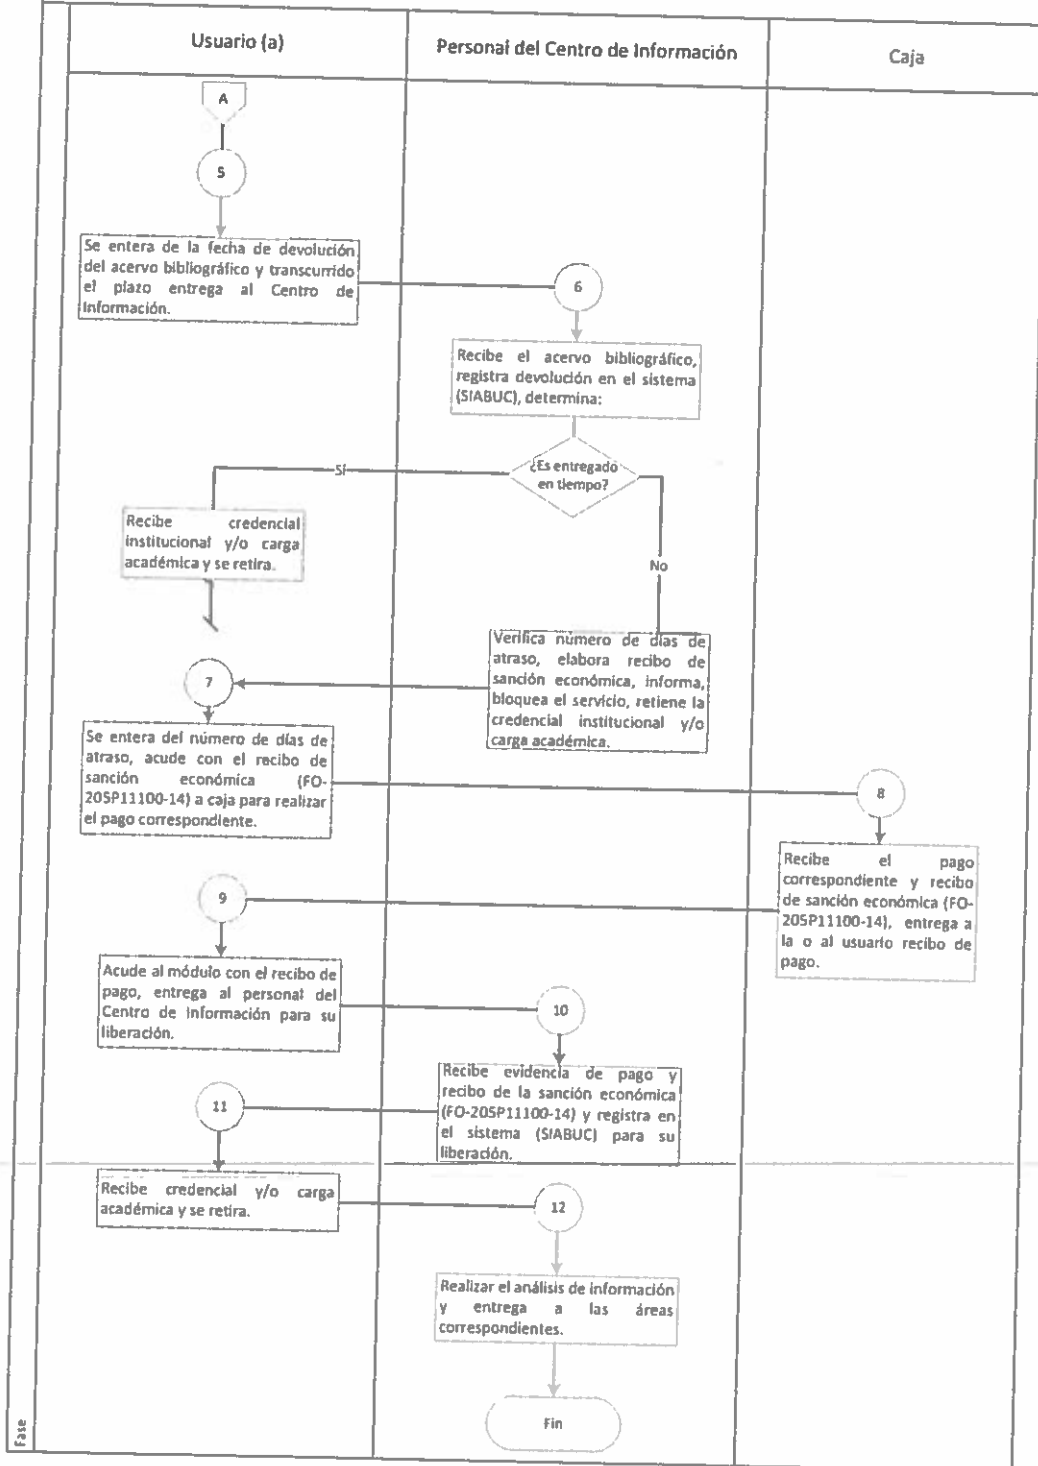 Usuario (a)
Personal del Centro de Información
Caja
A
5
Se entera de la fecha de devolución
del acervo bibliográfico y transcurrido
el plazo entrega al Centro de
Información.
6
Recibe el acervo bibliográfico,
registra devolución en el sistema
(SIABUC), determina:
¿Es entregado
en tiempo?
Sí
Recibe credencial
institucional y/o carga
académica y se retira.
No
Verifica número de días de
atraso, elabora recibo de
sanción económica, informa,
bloquea el servicio, retiene la
credencial institucional y/o
carga académica.
7
Se entera del número de días de
atraso, acude con el recibo de
sanción económica (FO-
205P11100-14) a caja para realizar
el pago correspondiente.
8
Recibe el pago
correspondiente y recibo
de sanción económica (FO-
205P11100-14), entrega a
la o al usuario recibo de
pago.
9
Acude al módulo con el recibo de
pago, entrega al personal del
Centro de Información para su
liberación.
10
Recibe evidencia de pago y
recibo de la sanción económica
(FO-205P11100-14) y registra en
el sistema (SIABUC) para su
liberación.
11
Recibe credencial y/o carga
académica y se retira.
12
Realizar el análisis de información
y entrega a las áreas
correspondientes.
Fin
Fase